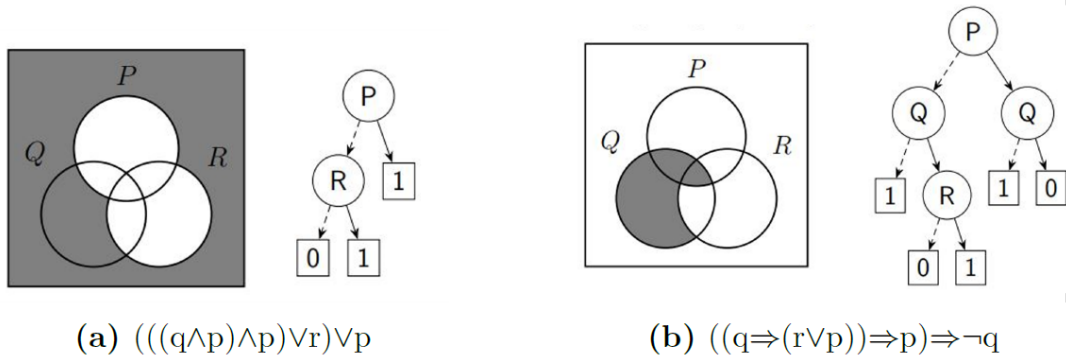 P
Q
R
P
R
1
0
1
(a) (((q∧p)∧p)∨r)∨p
P
Q
R
P
Q
Q
1
R
1
0
0
1
(b) ((q⇒(r∨p))⇒p)⇒¬q